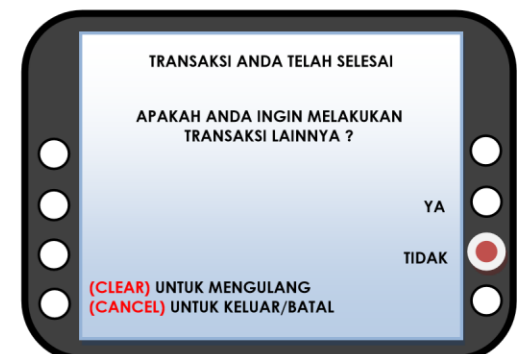 TRANSAKSI ANDA TELAH SELESAI
APAKAH ANDA INGIN MELAKUKAN
TRANSAKSI LAINNYA ?
YA
TIDAK
(CLEAR) UNTUK MENGULANG
(CANCEL) UNTUK KELUAR/BATAL